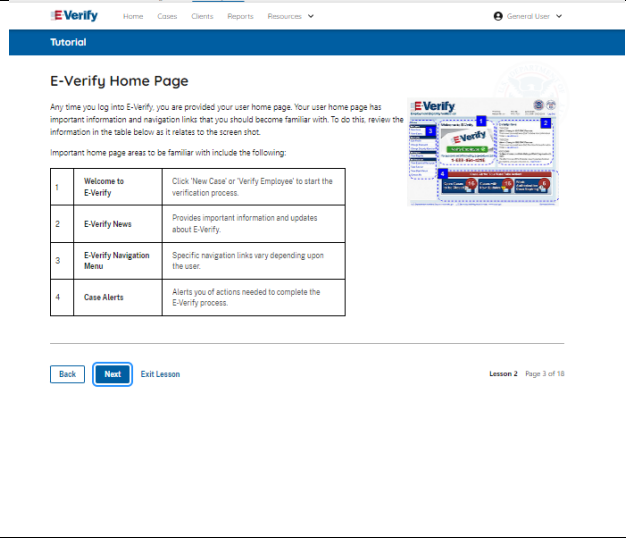 E-Verify
Home Cases Clients Reports Resources
General User
Tutorial
E-Verify Home Page
Any time you log into E-Verify, you are provided your user home page. Your user home page has
important information and navigation links that you should become familiar with. To do this, review the
information in the table below as it relates to the screen shot.
Important home page areas to be familiar with include the following:
1 Welcome to E-Verify Click 'New Case' or 'Verify Employee' to start the
verification process.
2 E-Verify News Provides important information and updates
about E-Verify.
3 E-Verify Navigation Menu Specific navigation links vary depending upon
the user.
4 Case Alerts Alerts you of actions needed to complete the
E-Verify process.
E-Verify
1
2
3
E-Verify
4
Back Next Exit Lesson
Lesson 2 Page 3 of 18